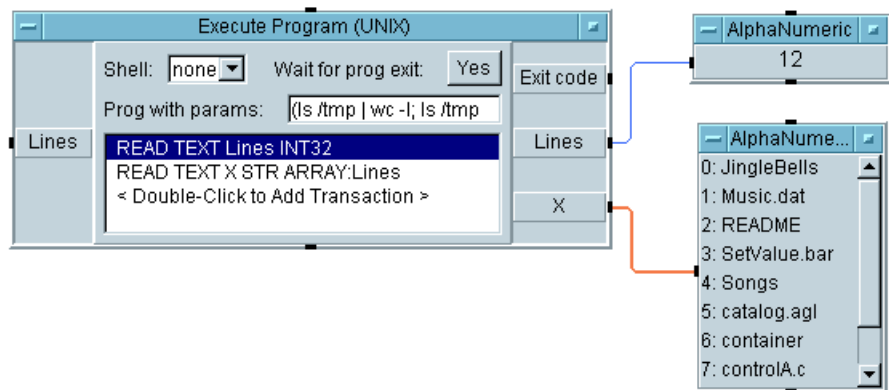 Execute Program (UNIX)
Shell: none Wait for prog exit: Yes
Prog with params: (ls /tmp | wc -l; ls /tmp
Lines
READ TEXT Lines INT32
READ TEXT X STR ARRAY:Lines
< Double-Click to Add Transaction >
Exit code
Lines
X
AlphaNumeric
12
AlphaNume...
0: JingleBells
1: Music.dat
2: README
3: SetValue.bar
4: Songs
5: catalog.agl
6: container
7: controlA.c